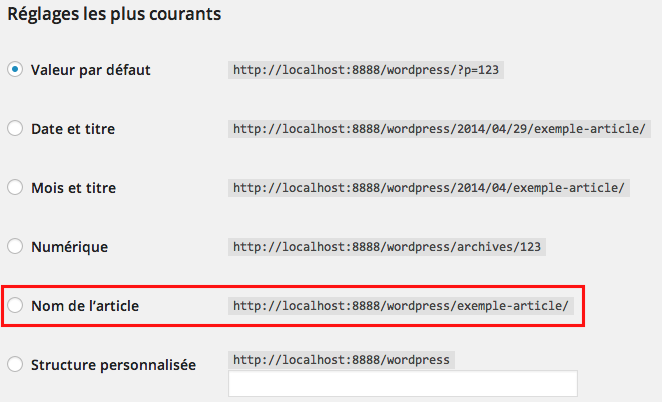 Réglages les plus courants
Valeur par défaut http://localhost:8888/wordpress/?p=123
Date et titre http://localhost:8888/wordpress/2014/04/29/exemple-article/
Mois et titre http://localhost:8888/wordpress/2014/04/exemple-article/
Numérique http://localhost:8888/wordpress/archives/123
Nom de l’article http://localhost:8888/wordpress/exemple-article/
Structure personnalisée http://localhost:8888/wordpress